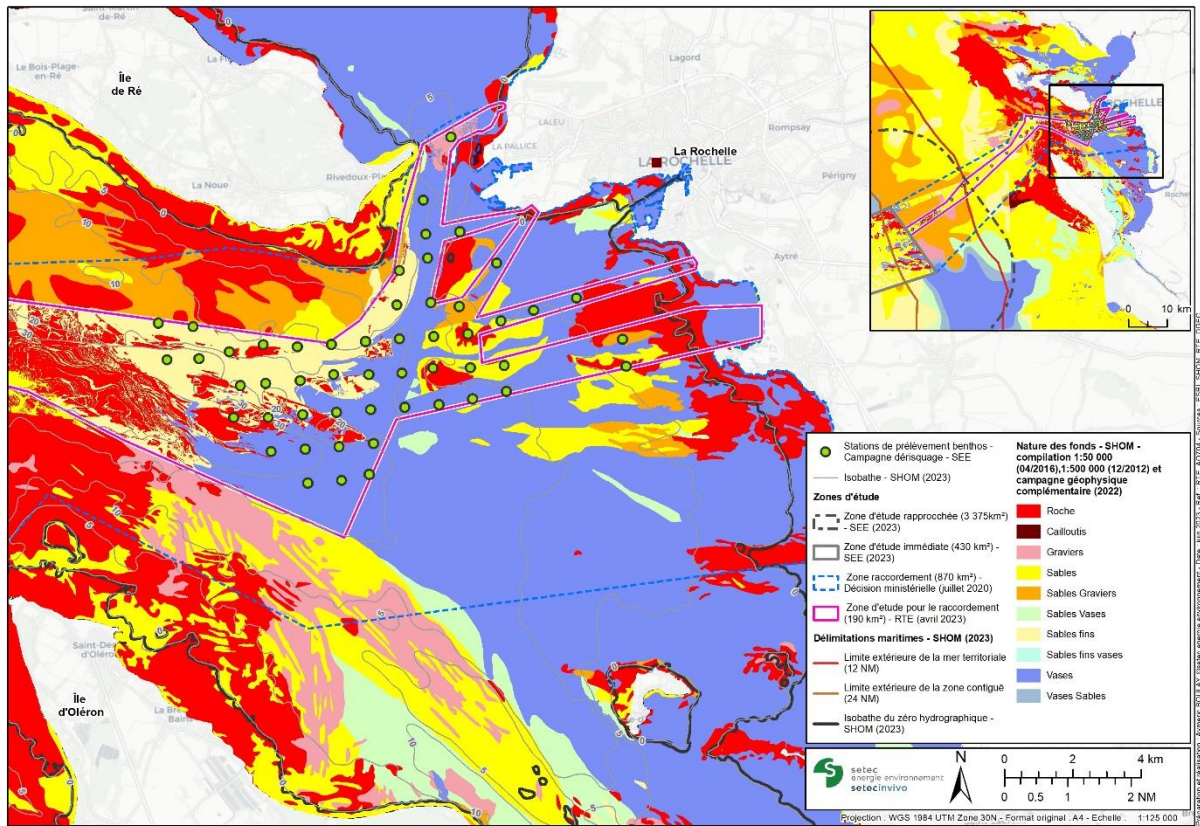 Saint-Martin-
de-Ré
Le Bois-Plage-
en-Ré
Île
de Ré
La Noue
Rivedoux-Pla
Lagord
LALEU
LA PALLICE
Rompsay
La Rochelle
LA ROCHELLE
Périgny
Aytré
ROCHELLE
0 10 km
Île
d'Oléron
Stations de prélèvement benthos -
Campagne dérisquage - SEE
Isobathe - SHOM (2023)
Zones d'étude
Zone d'étude rapprocchée (3 375km²)
- SEE (2023)
Zone d'étude immédiate (430 km²) -
SEE (2023)
Zone raccordement (870 km²) -
Décision ministérielle (juillet 2020)
Zone d'etude pour le raccordement
(190 km²) - RTE (avril 2023)
Délimitations maritimes - SHOM (2023)
Limite extérieure de la mer territoriale
(12 NM)
Limite extérieure de la zone contiguë
(24 NM)
Isobathe du zéro hydrographique -
SHOM (2023)
Nature des fonds - SHOM -
compilation 1:50 000
(04/2016),1:500 000 (12/2012) et
campagne géophysique
complémentaire (2022)
Roche
Cailloutis
Graviers
Sables
Sables Graviers
Sables Vases
Sables fins
Sables fins vases
Vases
Vases Sables
setec
énergie environnement
setecinvivo
N
0 1 2 4 km
0 0.5 1 2 NM
Projection : WGS 1984 UTM Zone 30N - Format original : A4 - Echelle : 1:125 000